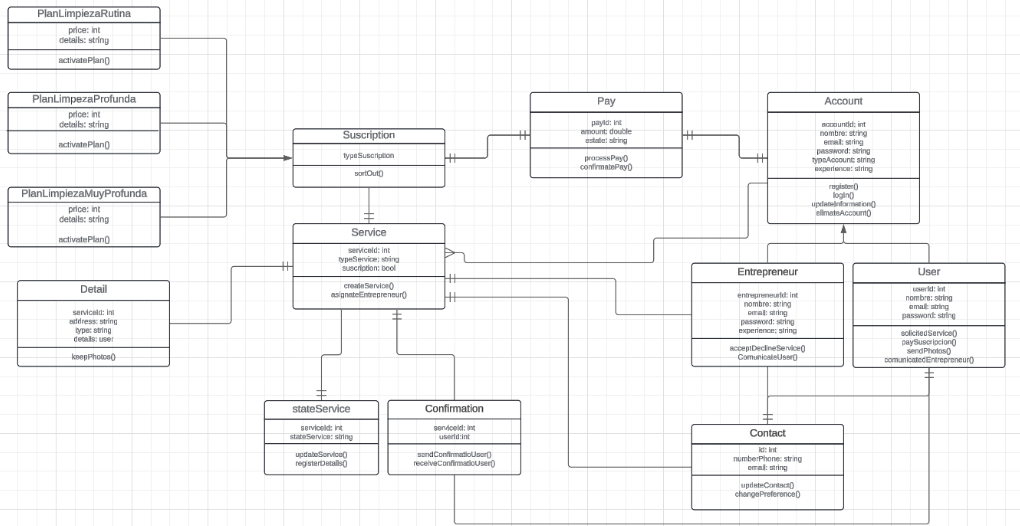 PlanLimpiezaRutina
price: int
details: string
activatePlan()
PlanLimpezaProfunda
price: int
details: string
activatePlan()
PlanLimpiezaMuyProfunda
price: int
details: string
activatePlan()
Suscription
typeSuscription
sortOut()
Pay
payId: int
amount: double
estate: string
processPay()
confirmatePay()
Account
accountId: int
nombre: string
email: string
password: string
typeAccount: string
experience: string
register()
login()
updateInformation()
elimateAccount()
Service
serviceId: int
typeService: string
suscription: bool
createService()
asignateEntrepreneur()
Detail
serviceId: int
address: string
type: string
details: user
keepPhotos()
Entrepreneur
entrepreneurId: int
nombre: string
email: string
password: string
experience: string
acceptDeclineService()
ComunicateUser()
User
userId: int
nombre: string
email: string
password: string
solicitedService()
paySuscripcion()
sendPhotos()
comunicatedEntrepreneur()
stateService
serviceId: int
stateService: string
updateService()
registerDetails()
Confirmation
serviceId: int
userId:int
sendConfirmatioUser()
receiveConfirmatioUser()
Contact
id: int
numberPhone: string
email: string
updateContact()
changePreference()